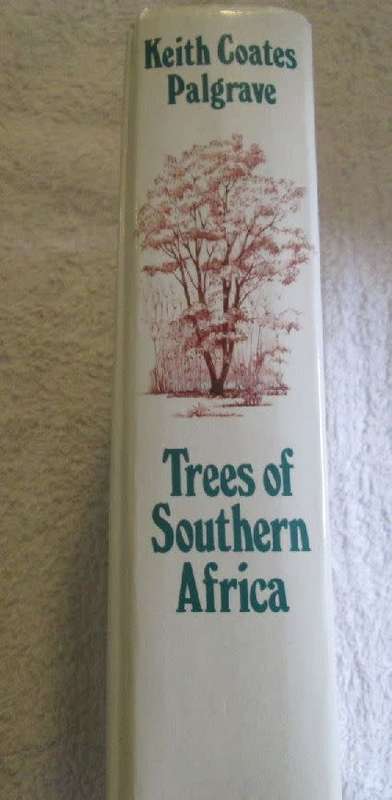 Keith Coates
Palgrave
Trees of
Southern
Africa